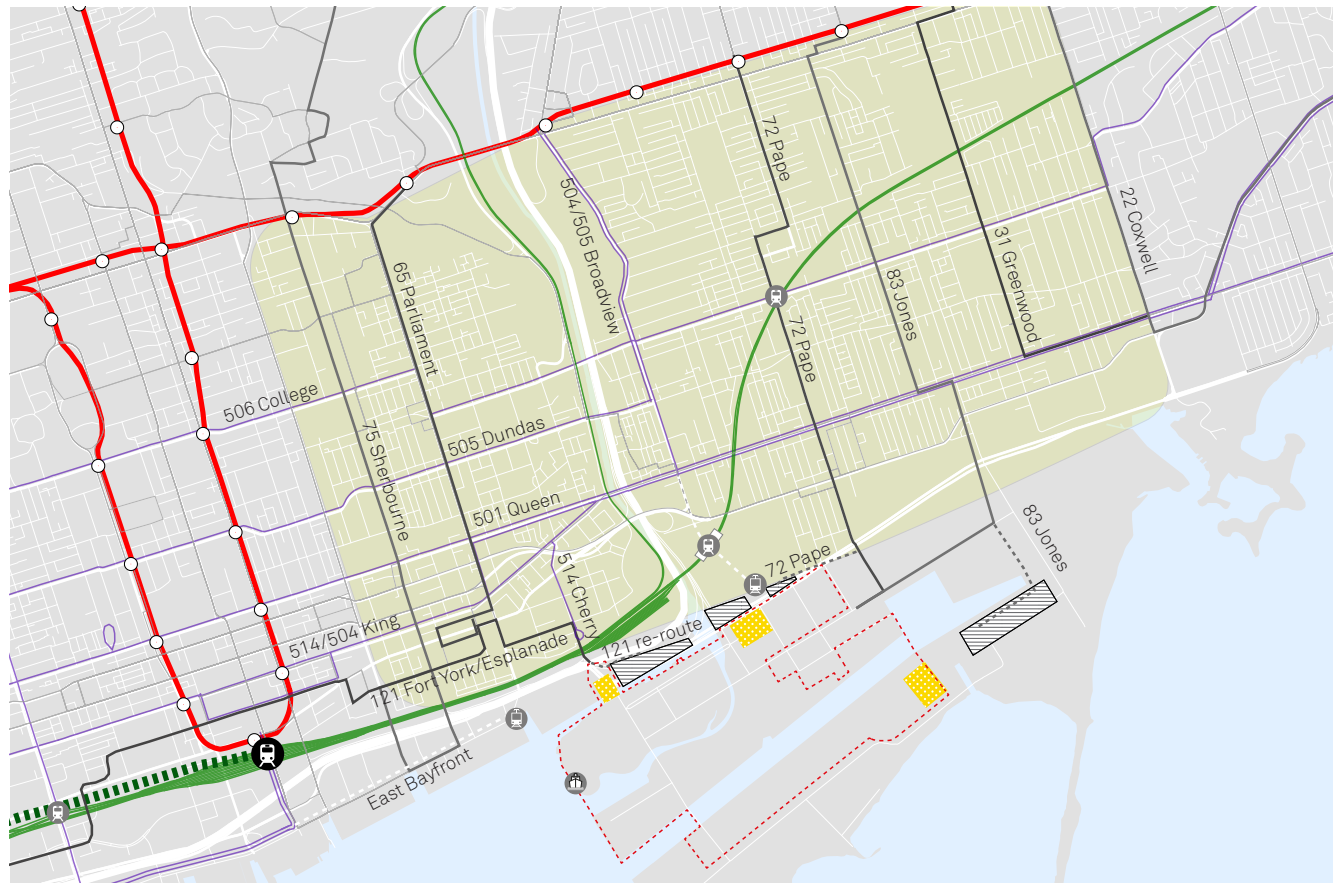 72 Pape
504/505 Broadview
22 Coxwell
31 Greenwood
65 Parliament
83 Jones
72 Pape
506 College
75 Sherbourne
505 Dundas
501 Queen
83 Jones
514 Cherry
72 Pape
514/504 King
121 re-route
121 Fort York/Esplanade
East Bayfront